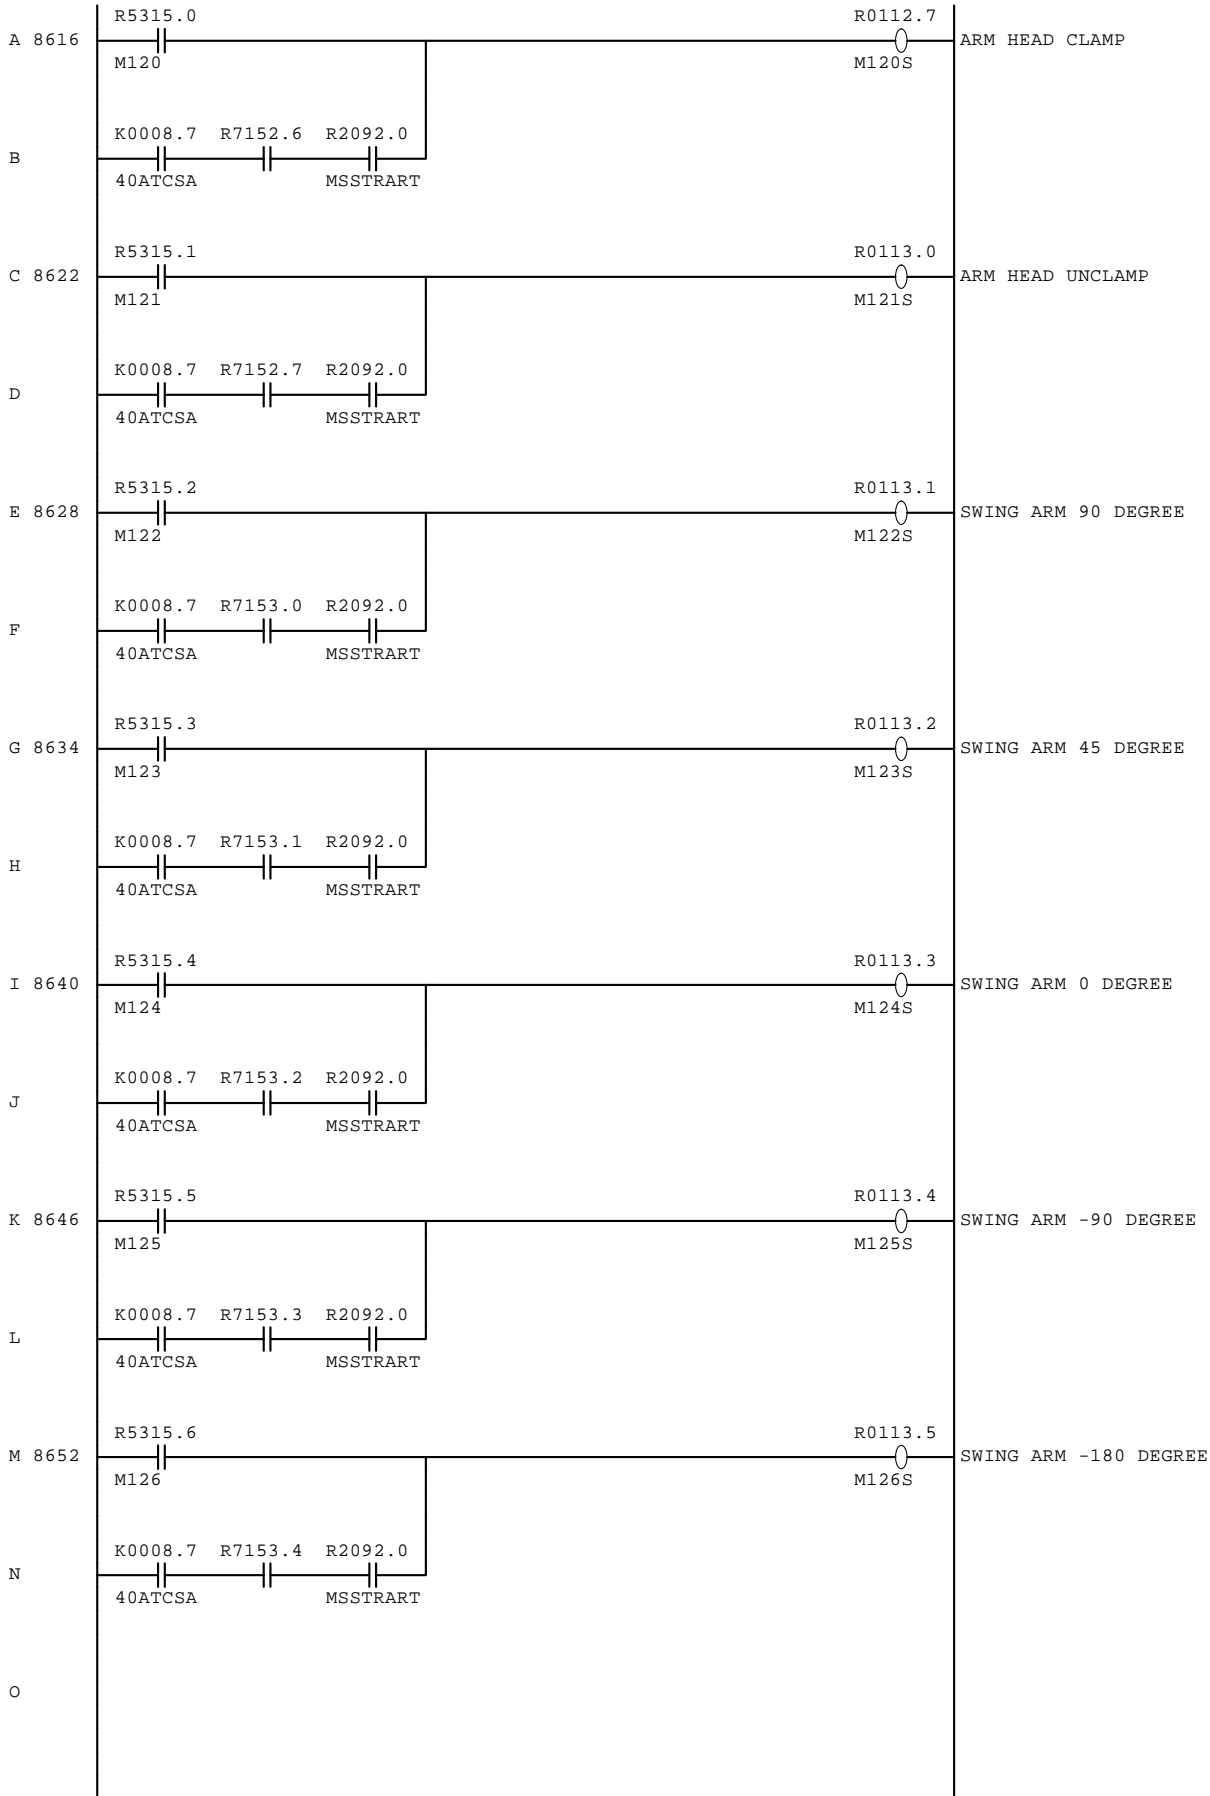 R5315.0 R0112.7
A 8616 ARM HEAD CLAMP
M120 M120S
K0008.7 R7152.6 R2092.0
B
40ATCSA MSSTRART
R5315.1 R0113.0
C 8622 ARM HEAD UNCLAMP
M121 M121S
K0008.7 R7152.7 R2092.0
D
40ATCSA MSSTRART
R5315.2 R0113.1
E 8628 SWING ARM 90 DEGREE
M122 M122S
K0008.7 R7153.0 R2092.0
F
40ATCSA MSSTRART
R5315.3 R0113.2
G 8634 SWING ARM 45 DEGREE
M123 M123S
K0008.7 R7153.1 R2092.0
H
40ATCSA MSSTRART
R5315.4 R0113.3
I 8640 SWING ARM 0 DEGREE
M124 M124S
K0008.7 R7153.2 R2092.0
J
40ATCSA MSSTRART
R5315.5 R0113.4
K 8646 SWING ARM -90 DEGREE
M125 M125S
K0008.7 R7153.3 R2092.0
L
40ATCSA MSSTRART
R5315.6 R0113.5
M 8652 SWING ARM -180 DEGREE
M126 M126S
K0008.7 R7153.4 R2092.0
N
40ATCSA MSSTRART
O